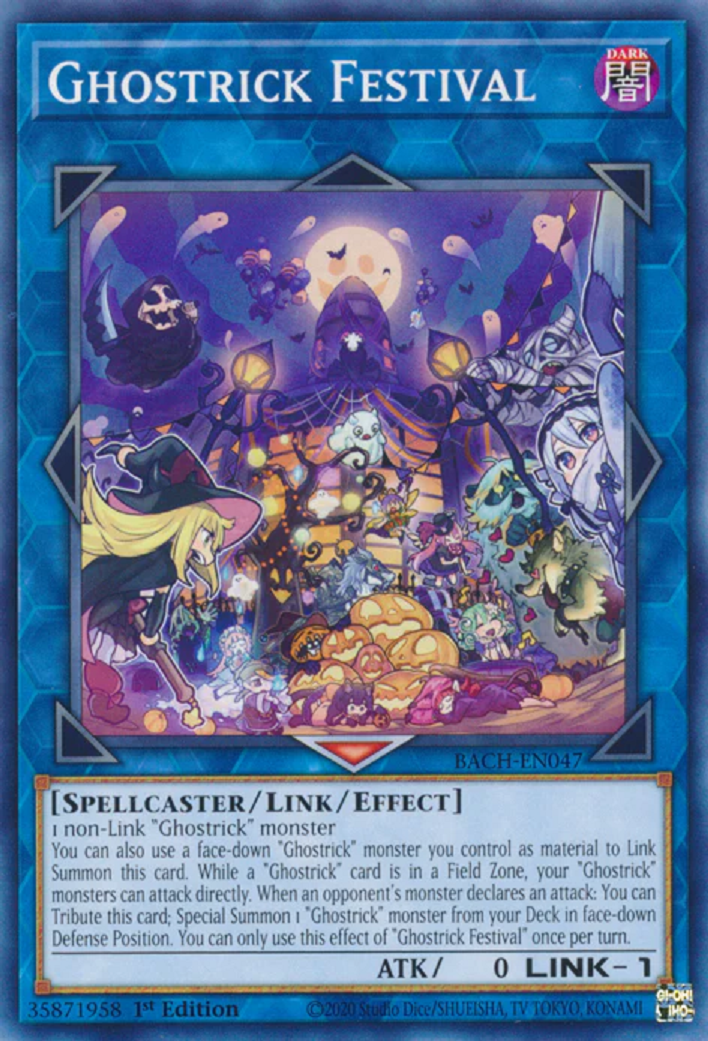 GHOSTRICK FESTIVAL
DARK
闇
BACH-EN047
[SPELLCASTER/LINK/EFFECT]
1 non-Link "Ghostrick" monster
You can also use a face-down "Ghostrick" monster you control as material to Link
Summon this card. While a "Ghostrick" card is in a Field Zone, your "Ghostrick"
monsters can attack directly. When an opponent's monster declares an attack: You can
Tribute this card; Special Summon 1 "Ghostrick" monster from your Deck in face-down
Defense Position. You can only use this effect of "Ghostrick Festival" once per turn.
ATK/ 0 LINK-1
35871958 1st Edition ©2020 Studio Dice/SHUEISHA, TV TOKYO, KONAMI